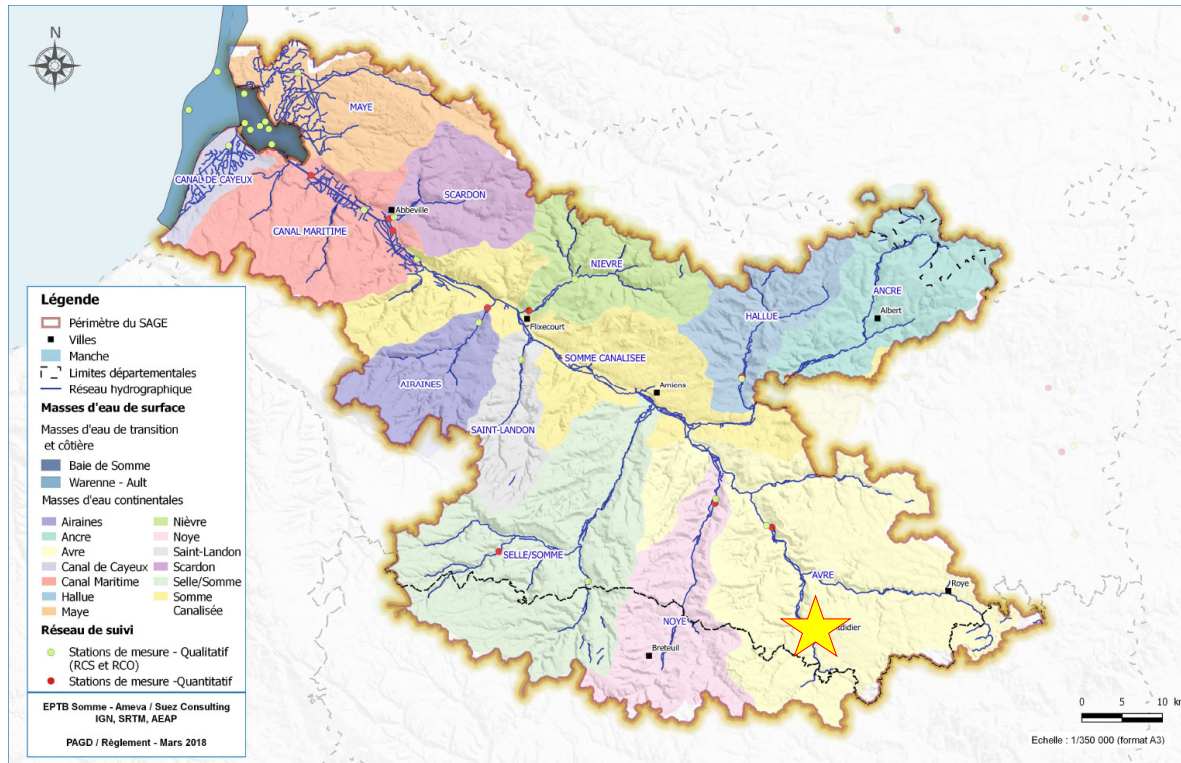 N
MAYE
CANAL DE CAYEUX
SCARDON
Abbeville
CANAL MARITIME
NIEVRE
ANCRE
HALLUE
Albert
Flixecourt
SOMME CANALISEE
AIRAINES
Amiens
SAINT-LANDON
SELLE/SOMME
AVRE
Roye
NOYE
didier
Breteuil
Légende
Périmètre du SAGE
Villes
Manche
Limites départementales
Réseau hydrographique
Masses d'eau de surface
Masses d'eau de transition
et côtière
Baie de Somme
Warenne - Ault
Masses d'eau continentales
Airaines
Ancre
Avre
Canal de Cayeux
Canal Maritime
Hallue
Maye
Nièvre
Noye
Saint-Landon
Scardon
Selle/Somme
Somme
Canalisée
Réseau de suivi
Stations de mesure - Qualitatif
(RCS et RCO)
Stations de mesure -Quantitatif
EPTB Somme - Ameva / Suez Consulting
IGN, SRTM, AEAP
PAGD / Règlement - Mars 2018
0 5 10 km
Echelle : 1/350 000 (format A3)